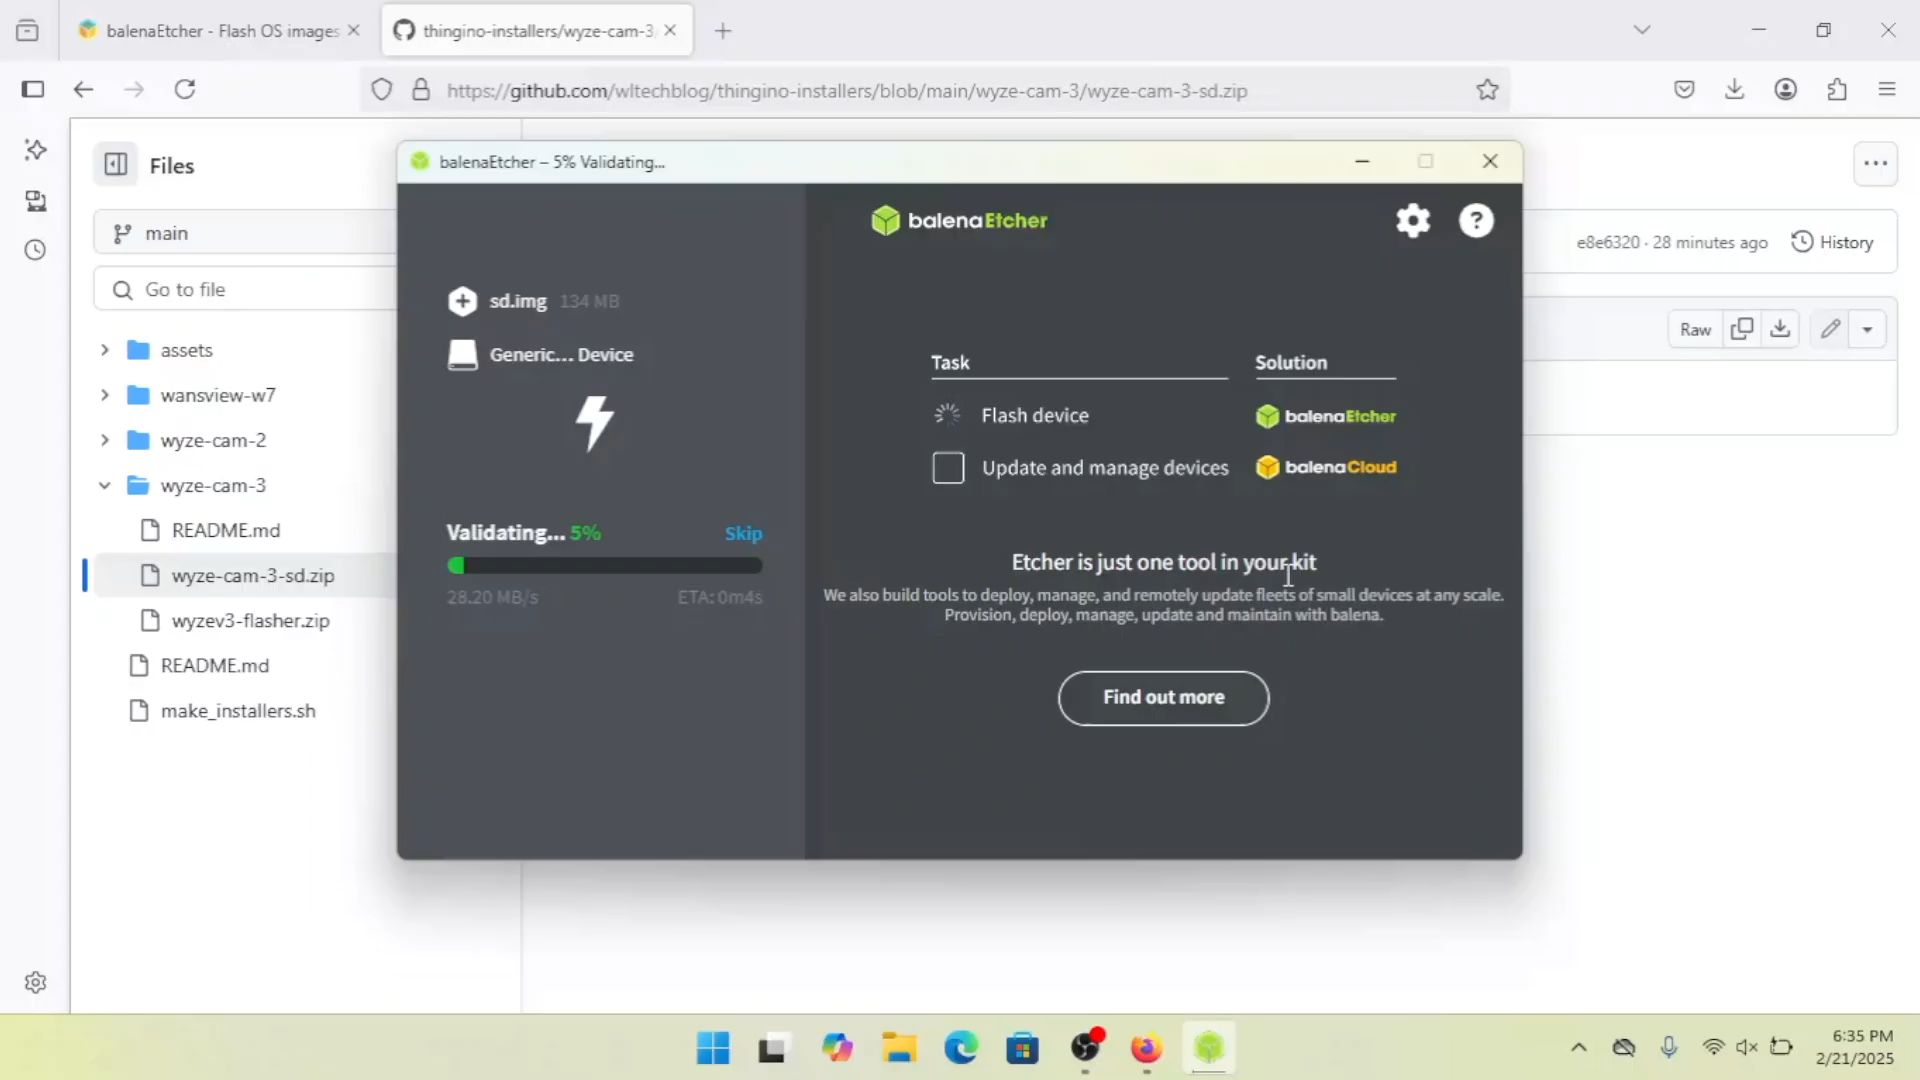 balenaEtcher - Flash OS images
thingino-installers/wyze-cam-3
https://github.com/wltechblog/thingino-installers/blob/main/wyze-cam-3/wyze-cam-3-sd.zip
Files
main
Go to file
assets
wansview-w7
wyze-cam-2
wyze-cam-3
README.md
wyze-cam-3-sd.zip
wyzev3-flasher.zip
README.md
make_installers.sh
e8e6320 · 28 minutes ago
History
Raw
balenaEtcher – 5% Validating...
balenaEtcher
?
sd.img 134 MB
Generic... Device
Validating... 5%
Skip
28.20 MB/s
ETA: 0m4s
Task
Solution
Flash device
balenaEtcher
Update and manage devices
balenaCloud
Etcher is just one tool in your kit
We also build tools to deploy, manage, and remotely update fleets of small devices at any scale.
Provision, deploy, manage, update and maintain with balena.
Find out more
6:35 PM
2/21/2025